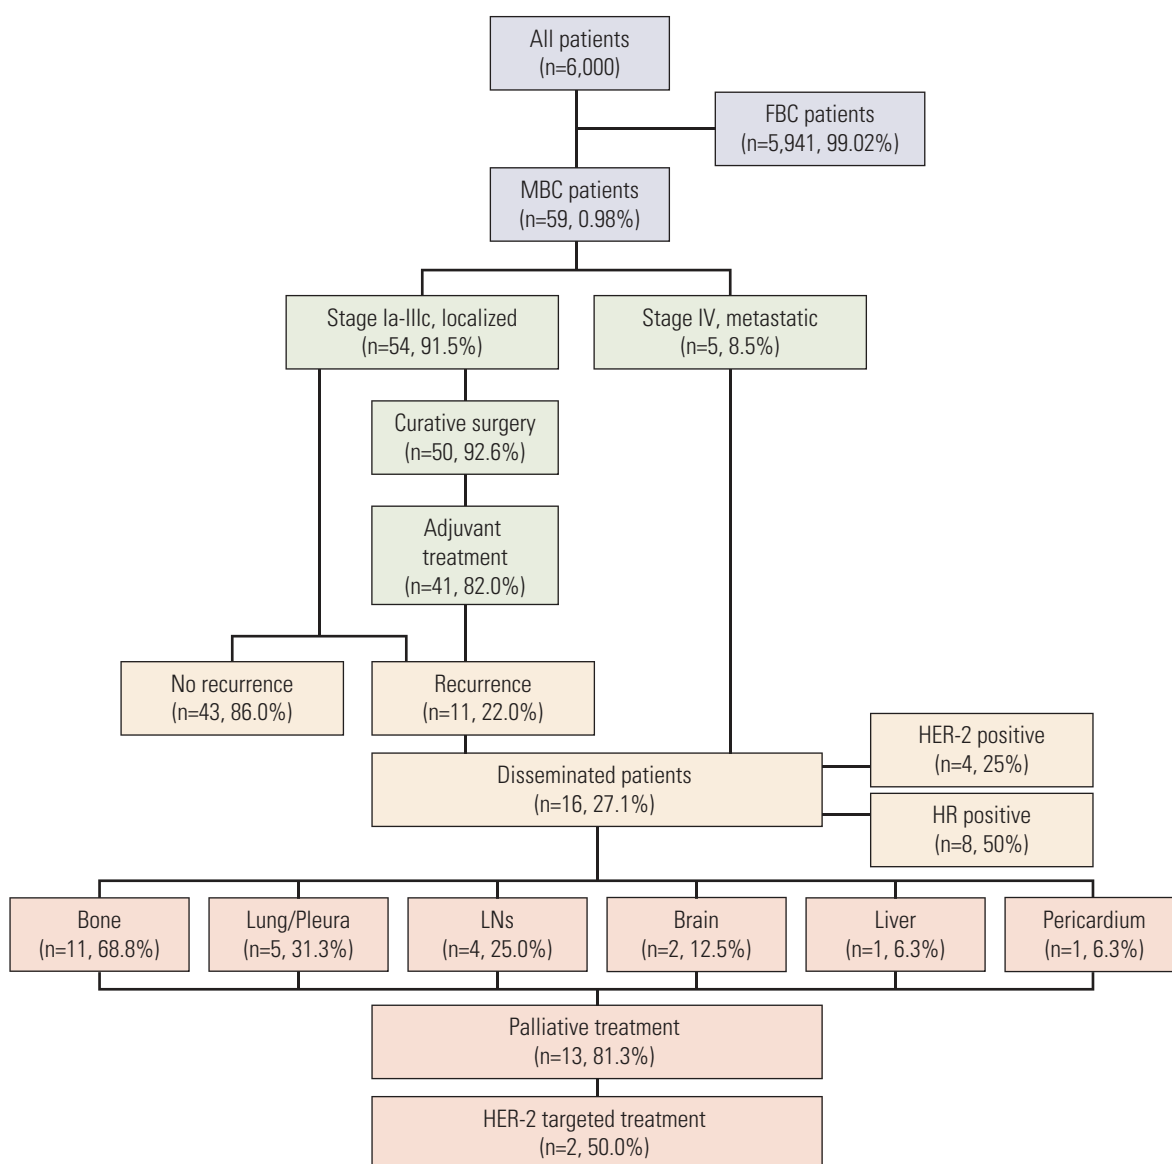 All patients
(n=6,000)
FBC patients
(n=5,941, 99.02%)
MBC patients
(n=59, 0.98%)
Stage Ia-IIIc, localized
(n=54, 91.5%)
Stage IV, metastatic
(n=5, 8.5%)
Curative surgery
(n=50, 92.6%)
Adjuvant
treatment
(n=41, 82.0%)
No recurrence
(n=43, 86.0%)
Recurrence
(n=11, 22.0%)
Disseminated patients
(n=16, 27.1%)
HER-2 positive
(n=4, 25%)
HR positive
(n=8, 50%)
Bone
(n=11, 68.8%)
Lung/Pleura
(n=5, 31.3%)
LNs
(n=4, 25.0%)
Brain
(n=2, 12.5%)
Liver
(n=1, 6.3%)
Pericardium
(n=1, 6.3%)
Palliative treatment
(n=13, 81.3%)
HER-2 targeted treatment
(n=2, 50.0%)